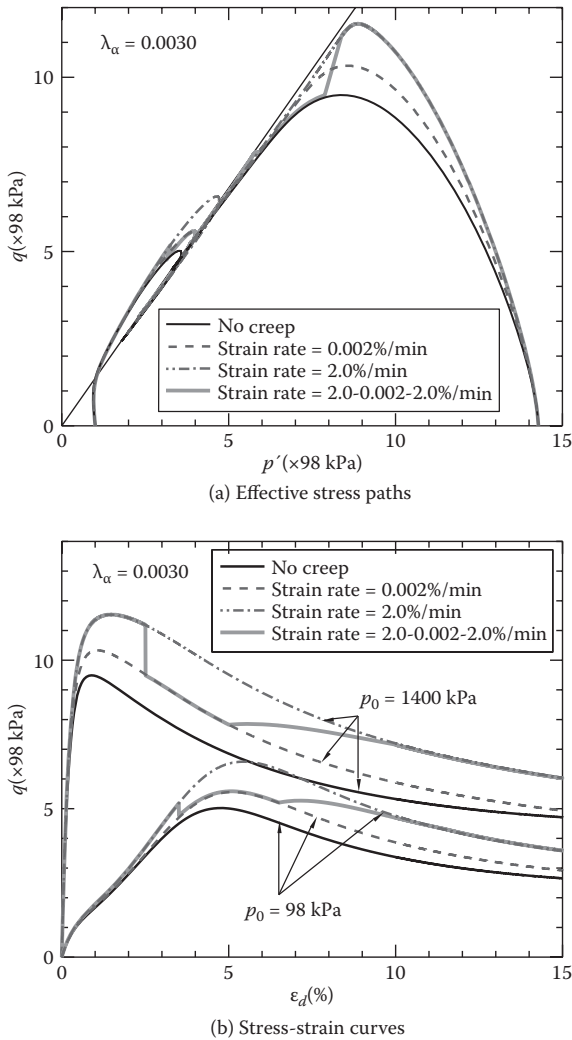 λα = 0.0030
10
5
0
q(×98 kPa)
No creep
Strain rate = 0.002%/min
Strain rate = 2.0%/min
Strain rate = 2.0-0.002-2.0%/min
0
5
10
15
p´(×98 kPa)
(a) Effective stress paths
λα = 0.0030
No creep
Strain rate = 0.002%/min
Strain rate = 2.0%/min
Strain rate = 2.0-0.002-2.0%/min
10
5
0
q(×98 kPa)
p0 = 1400 kPa
p0 = 98 kPa
0
5
10
15
εd(%)
(b) Stress-strain curves